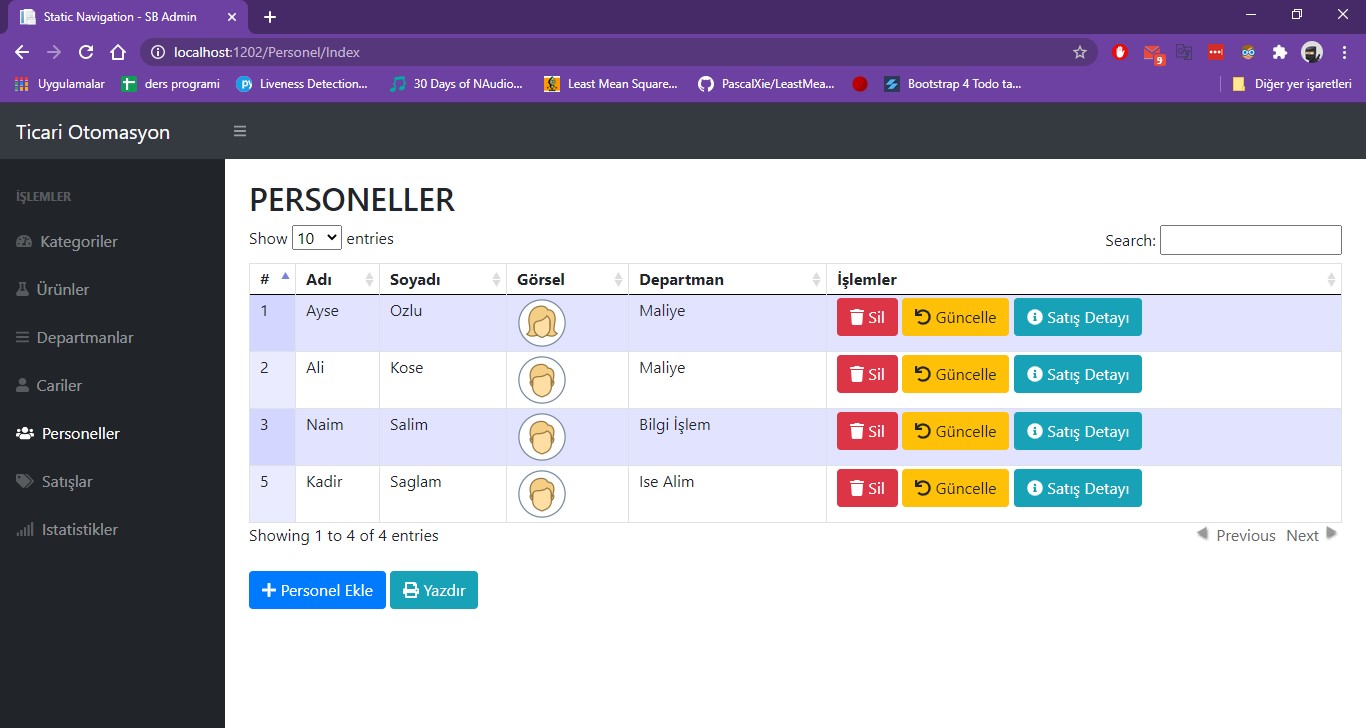 Static Navigation - SB Admin
localhost:1202/Personel/Index
9
Uygulamalar ders programi Liveness Detection... 30 Days of NAudio... Least Mean Square... PascalXie/LeastMea... Bootstrap 4 Todo ta... Diğer yer işaretleri
Ticari Otomasyon
İŞLEMLER
Kategoriler
Ürünler
Departmanlar
Cariler
Personeller
Satışlar
Istatistikler
PERSONELLER
Show 10 entries Search:
# Adı Soyadı Görsel Departman İşlemler
1 Ayse Ozlu Maliye Sil Güncelle Satış Detayı
2 Ali Kose Maliye Sil Güncelle Satış Detayı
3 Naim Salim Bilgi İşlem Sil Güncelle Satış Detayı
5 Kadir Saglam Ise Alim Sil Güncelle Satış Detayı
Showing 1 to 4 of 4 entries Previous Next
Personel Ekle Yazdır